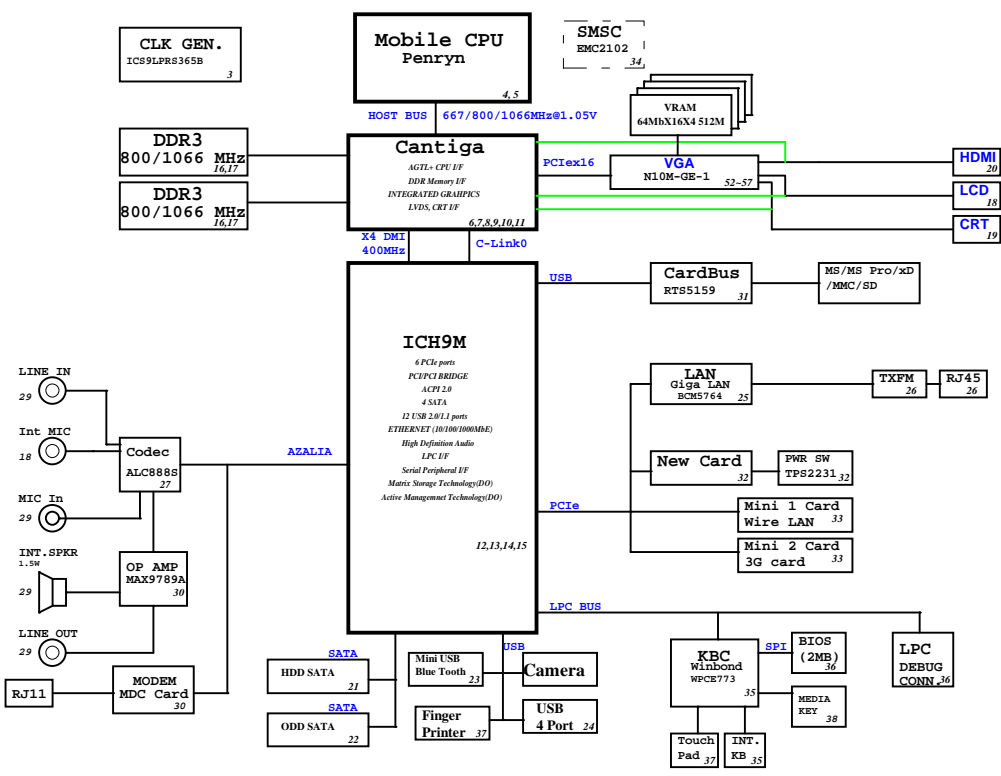 CLK GEN.
ICS9LPRS365B
3
Mobile CPU
Penryn
4, 5
SMSC
EMC2102
34
HOST BUS
667/800/1066MHz@1.05V
VRAM
64MbX16X4 512M
DDR3
800/1066 MHz
16,17
DDR3
800/1066 MHz
16,17
Cantiga
AGTL+ CPU I/F
DDR Memory I/F
INTEGRATED GRAHPICS
LVDS, CRT I/F
6,7,8,9,10,11
PCIex16
VGA
N10M-GE-1
52~57
HDMI
20
LCD
18
CRT
19
X4 DMI
400MHz
C-Link0
USB
CardBus
RTS5159
31
MS/MS Pro/xD
/MMC/SD
ICH9M
6 PCIe ports
PCI/PCI BRIDGE
ACPI 2.0
4 SATA
12 USB 2.0/1.1 ports
ETHERNET (10/100/1000MbE)
High Definition Audio
LPC I/F
Serial Peripheral I/F
Matrix Storage Technology(DO)
Active Managemnet Technology(DO)
12,13,14,15
LAN
Giga LAN
BCM5764
25
TXFM
26
RJ45
26
New Card
32
PWR SW
TPS2231
32
PCIe
Mini 1 Card
Wire LAN
33
Mini 2 Card
3G card
33
LINE IN
29
Int MIC
18
MIC In
29
INT.SPKR
1.5W
29
LINE OUT
29
Codec
ALC888S
27
AZALIA
OP AMP
MAX9789A
30
RJ11
MODEM
MDC Card
30
LPC BUS
SATA
HDD SATA
21
SATA
ODD SATA
22
USB
Mini USB
Blue Tooth
23
Camera
Finger
Printer
37
USB
4 Port
24
KBC
Winbond
WPCE773
35
SPI
BIOS
(2MB)
36
MEDIA
KEY
38
LPC
DEBUG
CONN.
36
Touch
Pad
37
INT.
KB
35